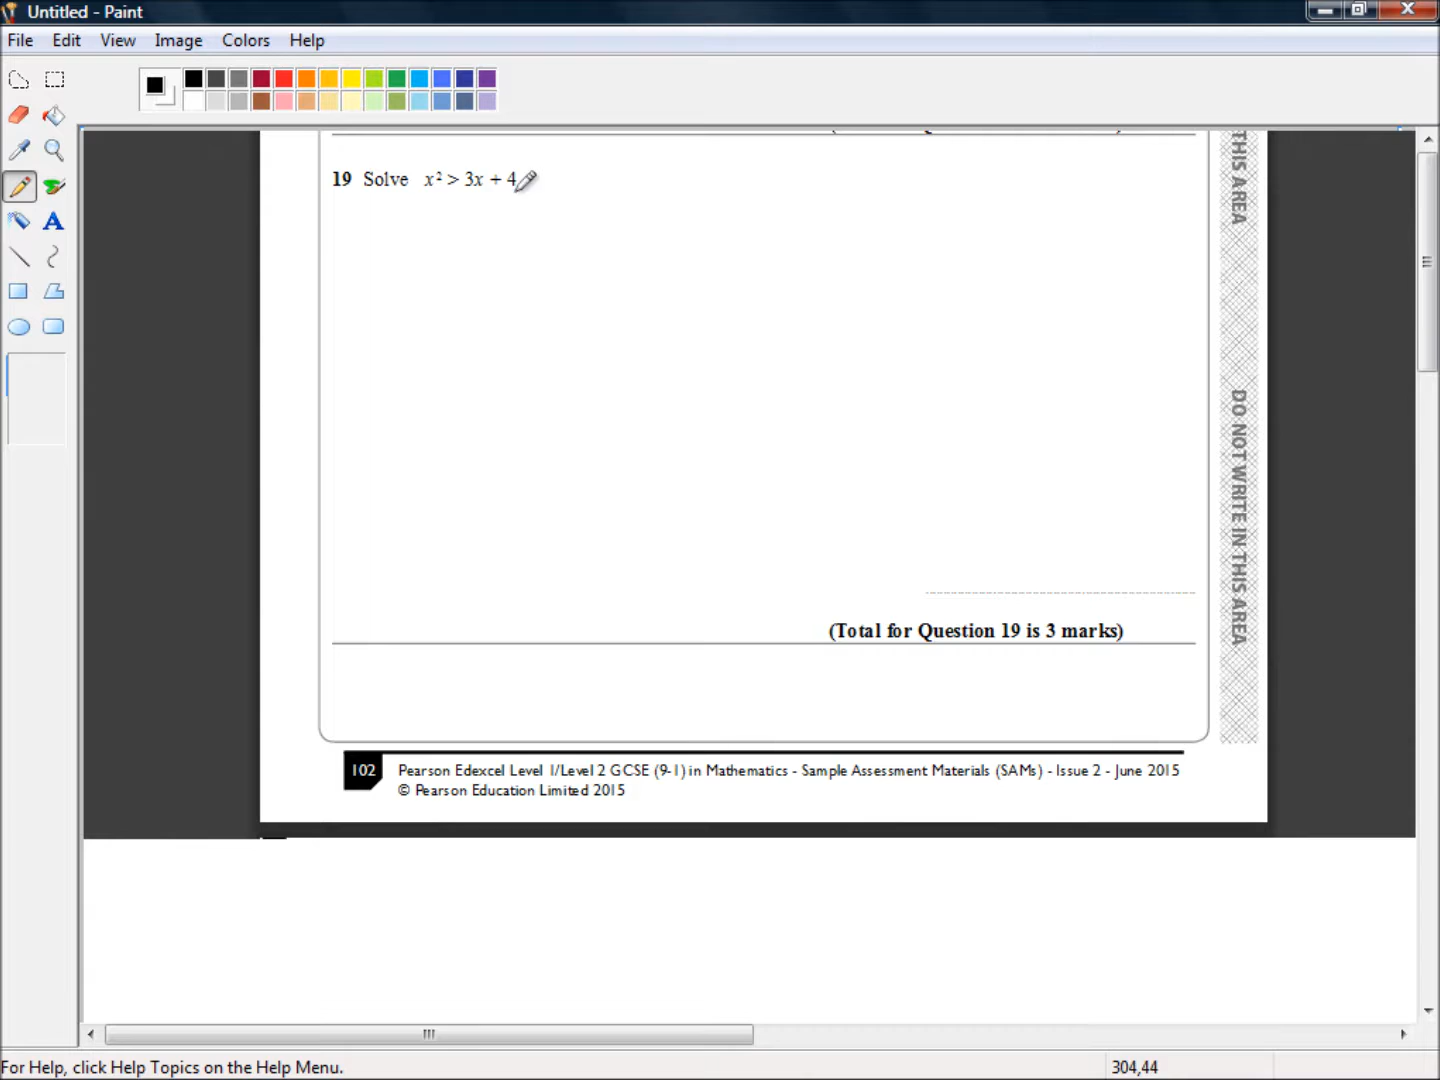 Untitled - Paint
File Edit View Image Colors Help
19 Solve x² > 3x + 4
(Total for Question 19 is 3 marks)
102 Pearson Edexcel Level 1/Level 2 GCSE (9-1) in Mathematics - Sample Assessment Materials (SAMs) - Issue 2 - June 2015
© Pearson Education Limited 2015
THIS AREA
DO NOT WRITE IN THIS AREA
For Help, click Help Topics on the Help Menu.
304,44